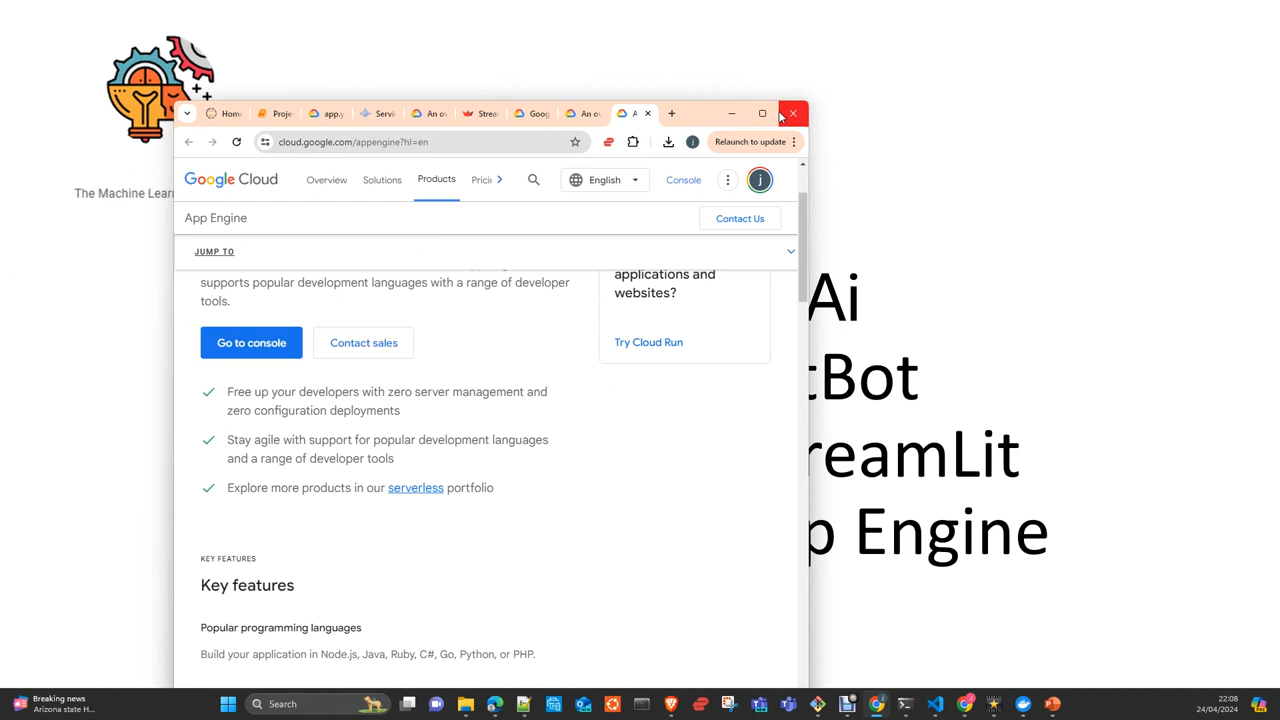 Home
Proje
app.y
Servi
An ov
Strea
Goog
An ov
A
cloud.google.com/appengine?hl=en
Relaunch to update
Google Cloud
Overview
Solutions
Products
Prici
English
Console
j
App Engine
Contact Us
JUMP TO
supports popular development languages with a range of developer
tools.
applications and
websites?
Go to console
Contact sales
Try Cloud Run
Free up your developers with zero server management and
zero configuration deployments
Stay agile with support for popular development languages
and a range of developer tools
Explore more products in our serverless portfolio
KEY FEATURES
Key features
Popular programming languages
Build your application in Node.js, Java, Ruby, C#, Go, Python, or PHP.
The Machine Learn
Ai
tBot
reamLit
p Engine
Breaking news
Arizona state H...
Search
22:08
24/04/2024